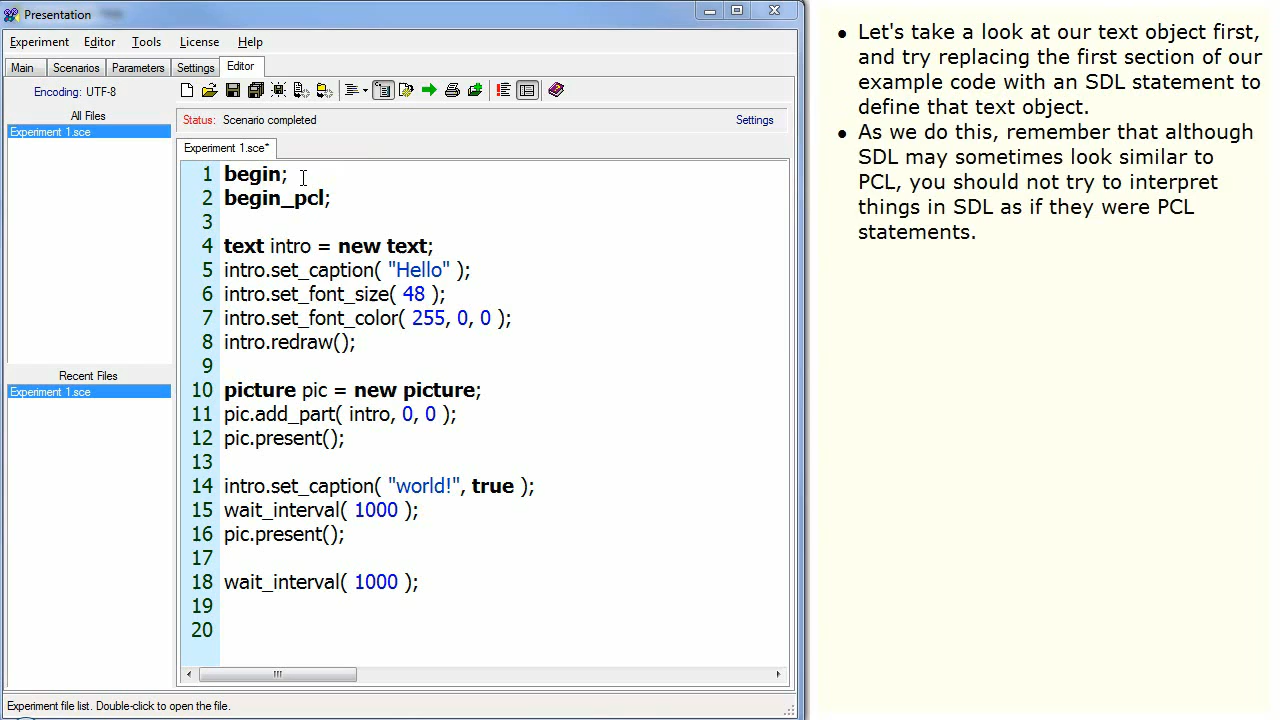 Presentation
Experiment Editor Tools License Help
Main Scenarios Parameters Settings Editor
Encoding: UTF-8
All Files
Experiment 1.sce
Recent Files
Experiment 1.sce
Status: Scenario completed Settings
Experiment 1.sce*
1 begin;
2 begin_pcl;
3
4 text intro = new text;
5 intro.set_caption( "Hello" );
6 intro.set_font_size( 48 );
7 intro.set_font_color( 255, 0, 0 );
8 intro.redraw();
9
10 picture pic = new picture;
11 pic.add_part( intro, 0, 0 );
12 pic.present();
13
14 intro.set_caption( "world!", true );
15 wait_interval( 1000 );
16 pic.present();
17
18 wait_interval( 1000 );
19
20
Experiment file list. Double-click to open the file.
• Let's take a look at our text object first,
and try replacing the first section of our
example code with an SDL statement to
define that text object.
• As we do this, remember that although
SDL may sometimes look similar to
PCL, you should not try to interpret
things in SDL as if they were PCL
statements.